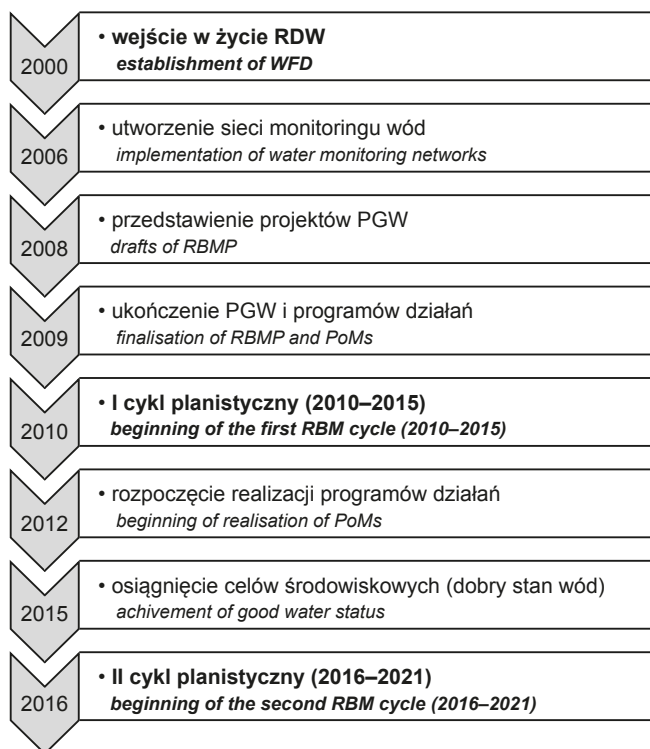 2000
• wejście w życie RDW
establishment of WFD
2006
• utworzenie sieci monitoringu wód
implementation of water monitoring networks
2008
• przedstawienie projektów PGW
drafts of RBMP
2009
• ukończenie PGW i programów działań
finalisation of RBMP and PoMs
2010
• I cykl planistyczny (2010–2015)
beginning of the first RBM cycle (2010–2015)
2012
• rozpoczęcie realizacji programów działań
beginning of realisation of PoMs
2015
• osiągnięcie celów środowiskowych (dobry stan wód)
achivement of good water status
2016
• II cykl planistyczny (2016–2021)
beginning of the second RBM cycle (2016–2021)